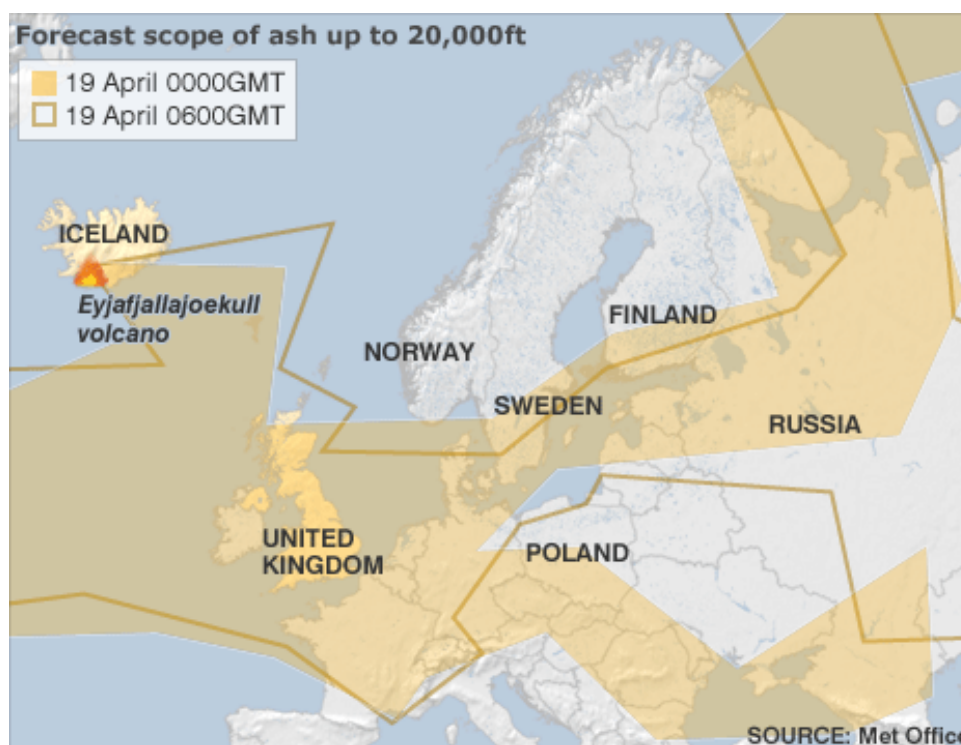 Forecast scope of ash up to 20,000ft
19 April 0000GMT
19 April 0600GMT
ICELAND
Eyjafjallajoekull
volcano
NORWAY
FINLAND
SWEDEN
RUSSIA
UNITED
KINGDOM
POLAND
SOURCE: Met Office